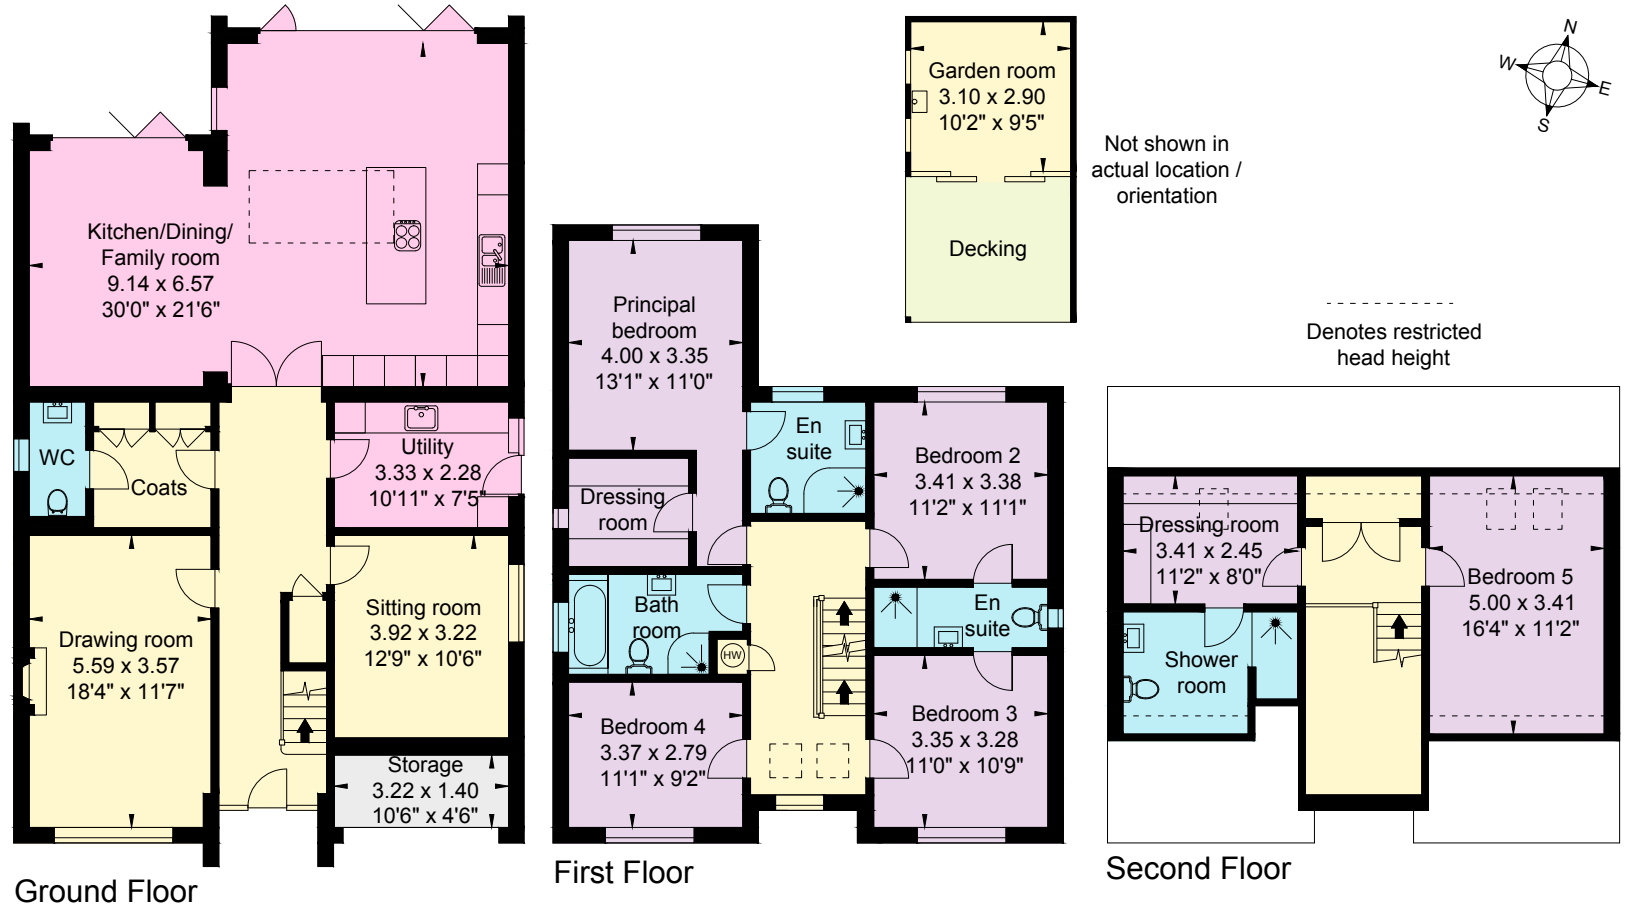 Kitchen/Dining/
Family room
9.14 x 6.57
30'0" x 21'6"
WC
Coats
Utility
3.33 x 2.28
10'11" x 7'5"
Drawing room
5.59 x 3.57
18'4" x 11'7"
Sitting room
3.92 x 3.22
12'9" x 10'6"
Storage
3.22 x 1.40
10'6" x 4'6"
Ground Floor
Principal
bedroom
4.00 x 3.35
13'1" x 11'0"
Dressing
room
En
suite
Bedroom 2
3.41 x 3.38
11'2" x 11'1"
Bath
room
HW
En
suite
Bedroom 4
3.37 x 2.79
11'1" x 9'2"
Bedroom 3
3.35 x 3.28
11'0" x 10'9"
First Floor
Garden room
3.10 x 2.90
10'2" x 9'5"
Decking
Not shown in
actual location /
orientation
N
W
E
S
Denotes restricted
head height
Dressing room
3.41 x 2.45
11'2" x 8'0"
Bedroom 5
5.00 x 3.41
16'4" x 11'2"
Shower
room
Second Floor